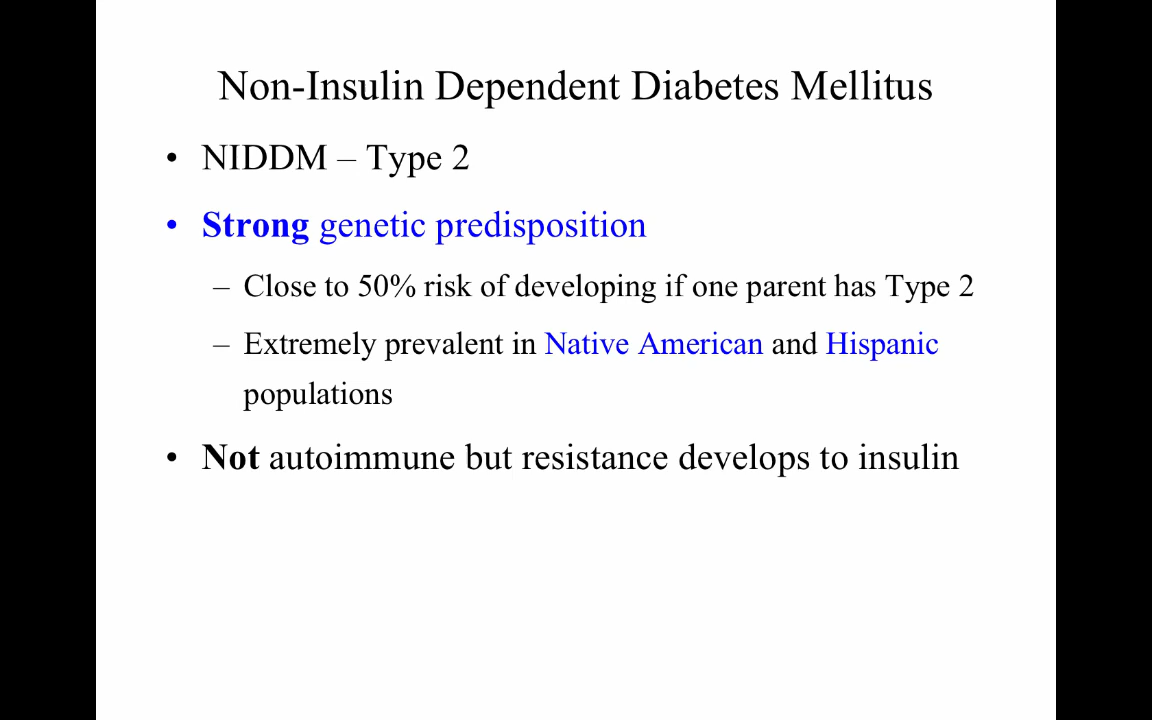 Non-Insulin Dependent Diabetes Mellitus
• NIDDM – Type 2
• Strong genetic predisposition
– Close to 50% risk of developing if one parent has Type 2
– Extremely prevalent in Native American and Hispanic
populations
• Not autoimmune but resistance develops to insulin